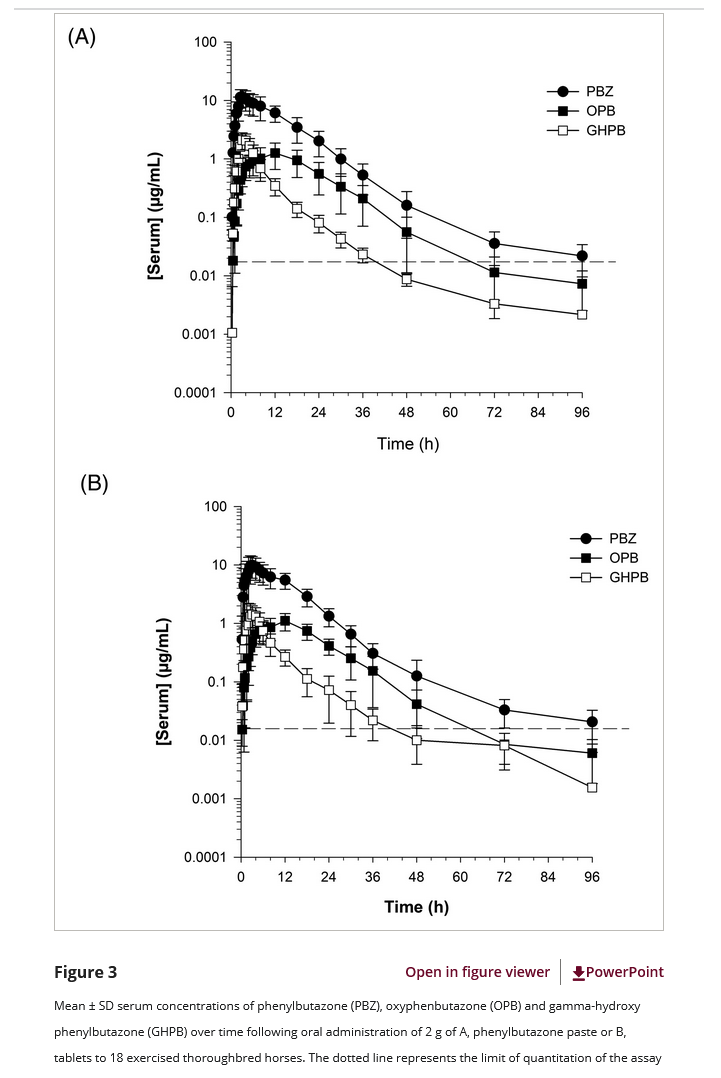 (A)
100
10
1
0.1
0.01
0.001
0.0001
[Serum] (µg/mL)
PBZ
OPB
GHPB
0 12 24 36 48 60 72 84 96
Time (h)
(B)
100
10
1
0.1
0.01
0.001
0.0001
[Serum] (µg/mL)
PBZ
OPB
GHPB
0 12 24 36 48 60 72 84 96
Time (h)
Figure 3
Open in figure viewer
PowerPoint
Mean ± SD serum concentrations of phenylbutazone (PBZ), oxyphenbutazone (OPB) and gamma-hydroxy
phenylbutazone (GHPB) over time following oral administration of 2 g of A, phenylbutazone paste or B,
tablets to 18 exercised thoroughbred horses. The dotted line represents the limit of quantitation of the assay